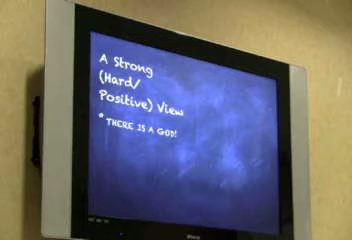 A Strong
(Hard/
Positive) View
° THERE IS A GOD!